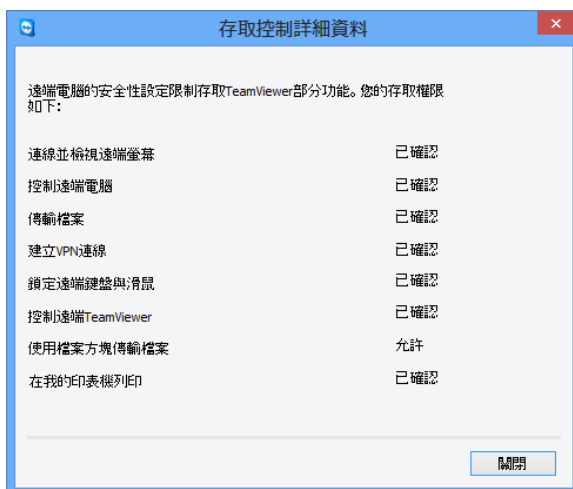 存取控制詳細資料
遠端電腦的安全性設定限制存取TeamViewer部分功能。您的存取權限
如下:
連線並檢視遠端螢幕 已確認
控制遠端電腦 已確認
傳輸檔案 已確認
建立VPN連線 已確認
鎖定遠端鍵盤與滑鼠 已確認
控制遠端TeamViewer 已確認
使用檔案方塊傳輸檔案 允許
在我的印表機列印 已確認
關閉